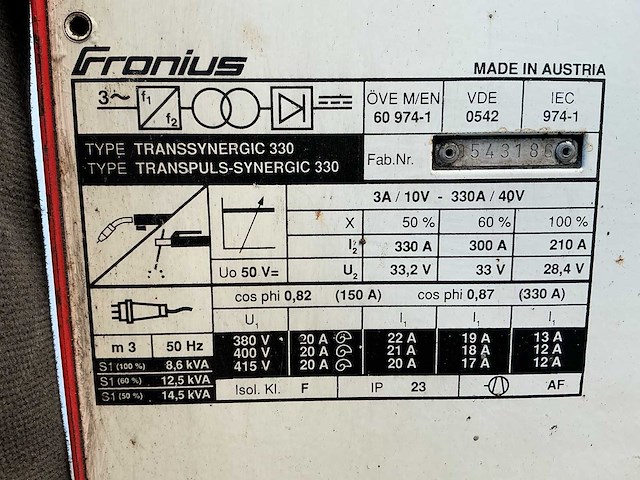 Fronius
MADE IN AUSTRIA
3~ f1 f2
ÖVE M/EN 60 974-1
VDE 0542
IEC 974-1
TYPE TRANSSYNERGIC 330
TYPE TRANSPULS-SYNERGIC 330
Fab.Nr.
3A / 10V - 330A / 40V
X 50 % 60 % 100 %
I2 330 A 300 A 210 A
Uo 50 V= U2 33,2 V 33 V 28,4 V
cos phi 0,82 (150 A) cos phi 0,87 (330 A)
U1 I1 I1 I1
m 3 50 Hz
380 V 20 A 22 A 19 A 13 A
400 V 20 A 21 A 18 A 12 A
415 V 20 A 20 A 17 A 12 A
S1 (100 %) 8,6 kVA
S1 (60 %) 12,5 kVA
S1 (50 %) 14,5 kVA
Isol. Kl. F IP 23 AF